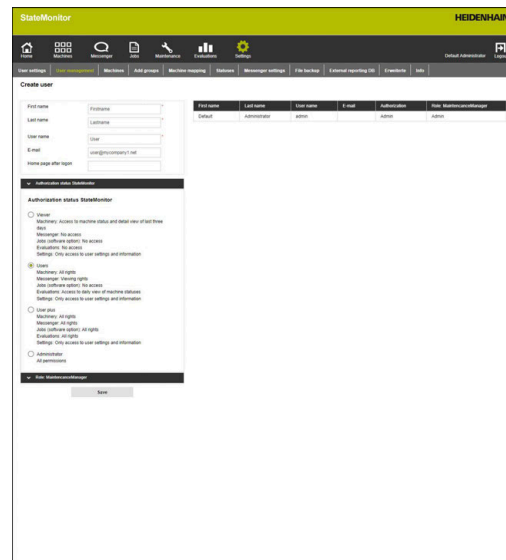 StateMonitor
HEIDENHAIN
Home Machines Messenger Jobs Maintenance Evaluations Settings Default Administrator Logout
User settings User management Machines Add groups Machine mapping Statuses Messenger settings File backup External reporting DB Erweiterte Info
Create user
First name Firstname *
Last name Lastname *
User name User *
E-mail user@mycompany1.net
Home page after logon
First name Last name User name E-mail Authorization Role: MaintencanceManager
Default Administrator admin Admin Admin
Authorization status StateMonitor
Authorization status StateMonitor
Viewer
Machinery: Access to machine status and detail view of last three
days
Messenger: No access
Jobs (software option): No access
Evaluations: No access
Settings: Only access to user settings and information
Users
Machinery: All rights
Messenger: Viewing rights
Jobs (software option): No access
Evaluations: Access to daily view of machine statuses
Settings: Only access to user settings and information
User plus
Machinery: All rights
Messenger: All rights
Jobs (software option): All rights
Evaluations: All rights
Settings: Only access to user settings and information
Administrator
All permissions
Role: MaintencanceManager
Save